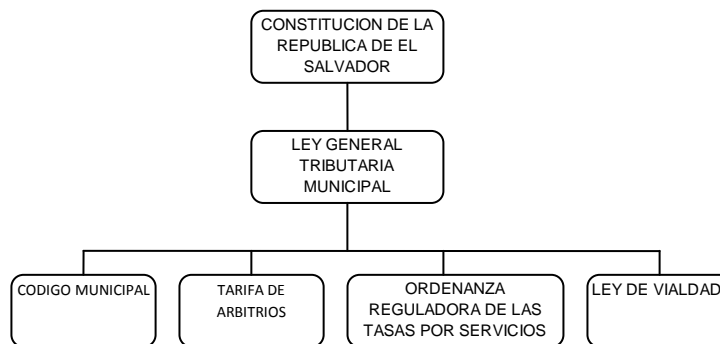 CONSTITUCION DE LA
REPUBLICA DE EL
SALVADOR
LEY GENERAL
TRIBUTARIA
MUNICIPAL
CODIGO MUNICIPAL
TARIFA DE
ARBITRIOS
ORDENANZA
REGULADORA DE LAS
TASAS POR SERVICIOS
LEY DE VIALDAD